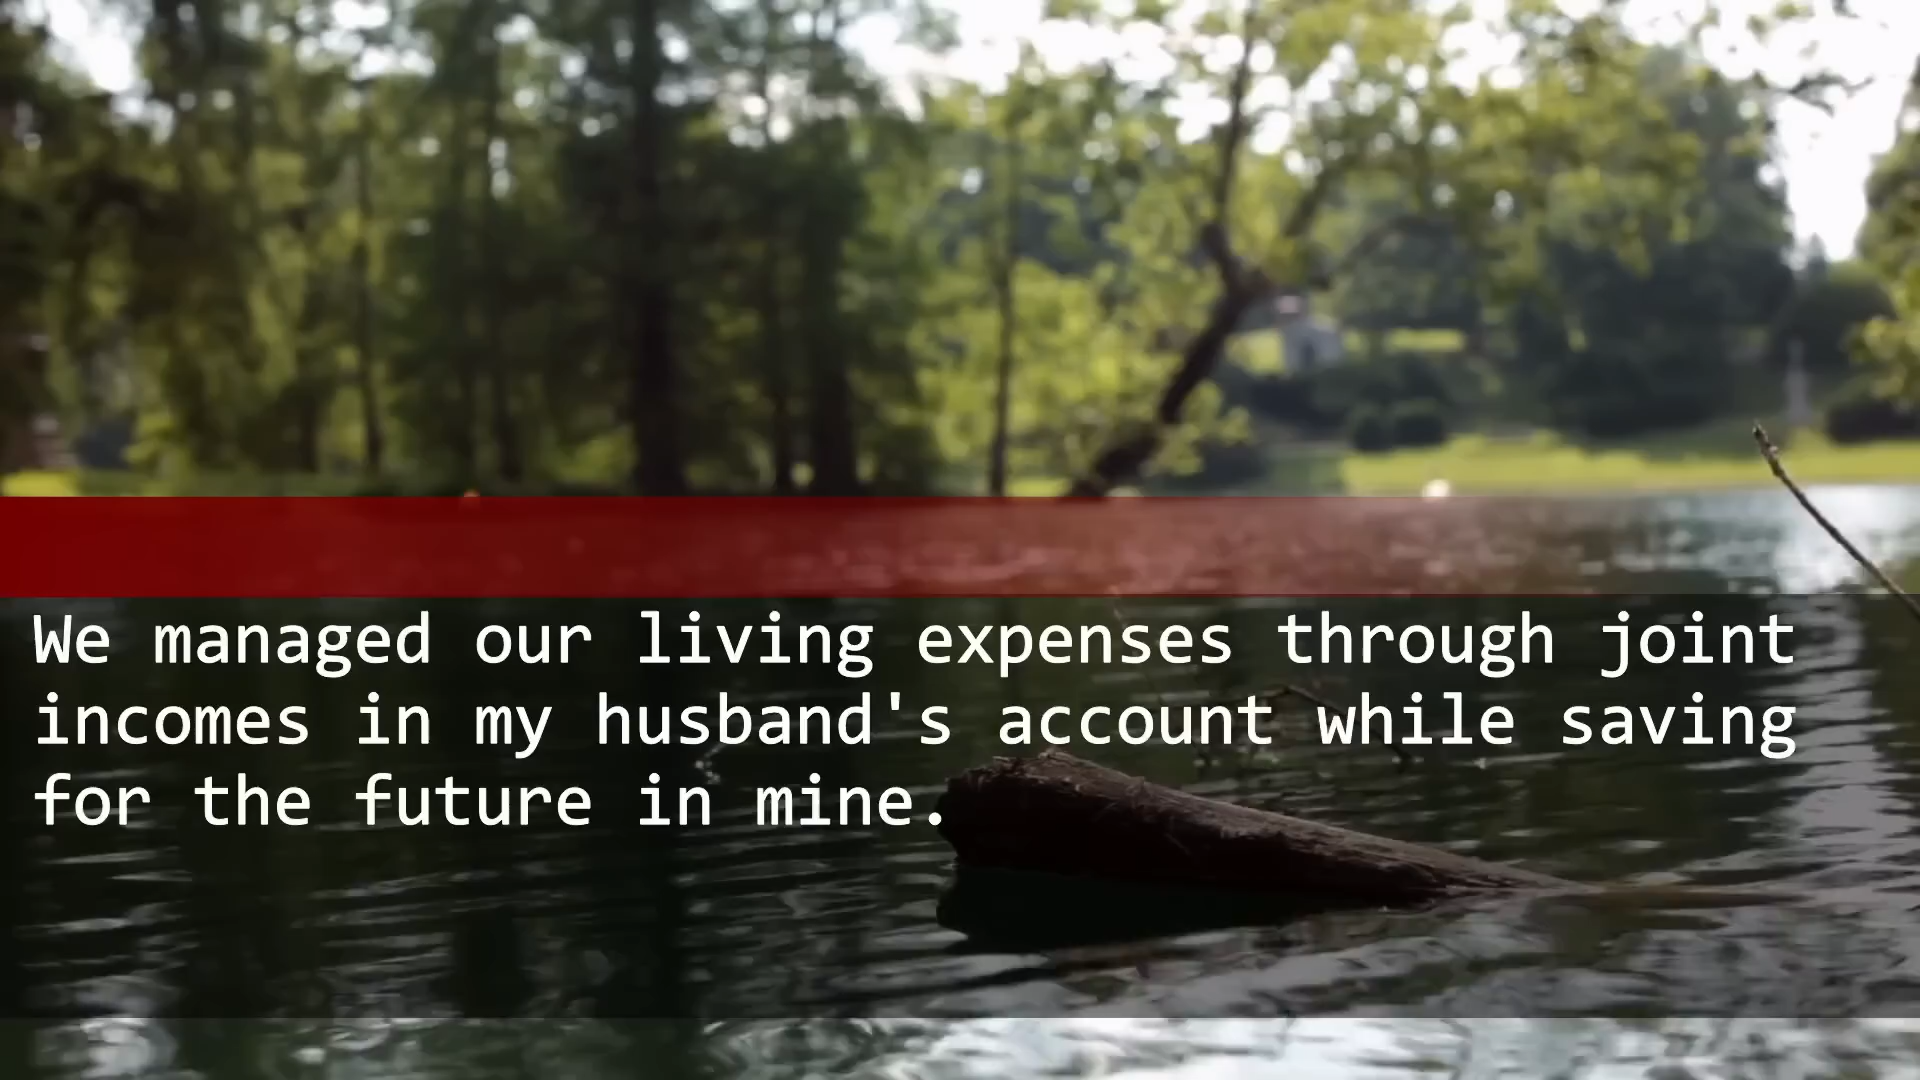 We managed our living expenses through joint
incomes in my husband's account while saving
for the future in mine.